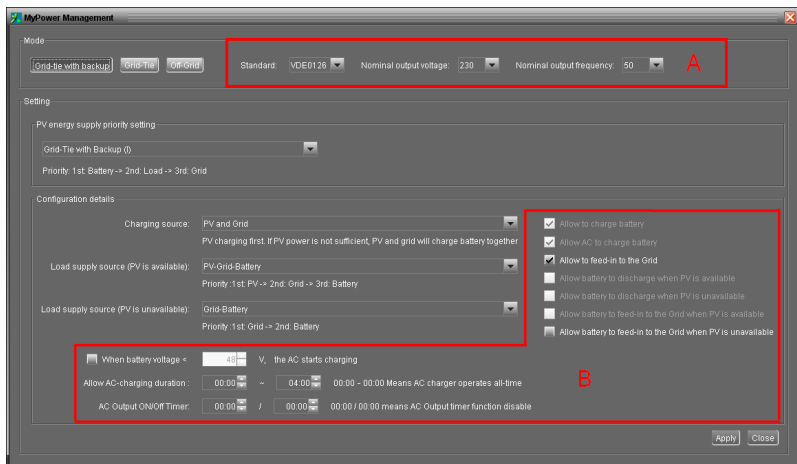 MyPower Management
Mode
Grid-tie with backup Grid-Tie Off-Grid Standard: VDE0126 Nominal output voltage: 230 Nominal output frequency: 50 A
Setting
PV energy supply priority setting
Grid-Tie with Backup (I)
Priority: 1st: Battery -> 2nd: Load -> 3rd: Grid
Configuration details
Charging source: PV and Grid
PV charging first. If PV power is not sufficient, PV and grid will charge battery together
Load supply source (PV is available): PV-Grid-Battery
Priority :1st: PV -> 2nd: Grid -> 3rd: Battery
Load supply source (PV is unavailable): Grid-Battery
Priority :1st: Grid -> 2nd: Battery
Allow to charge battery
Allow AC to charge battery
Allow to feed-in to the Grid
Allow battery to discharge when PV is available
Allow battery to discharge when PV is unavailable
Allow battery to feed-in to the Grid when PV is available
Allow battery to feed-in to the Grid when PV is unavailable
When battery voltage < 48 V, the AC starts charging
Allow AC-charging duration : 00:00 ~ 04:00 00:00 - 00:00 Means AC charger operates all-time
B
AC Output ON/Off Timer: 00:00 / 00:00 00:00 / 00:00 means AC Output timer function disable
Apply Close